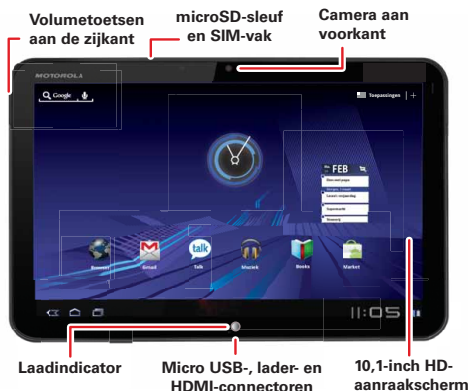 Volumetoetsen
aan de zijkant
microSD-sleuf
en SIM-vak
Camera aan
voorkant
MOTOROLA
Google
Toepassingen
FEB
Browser
Gmail
talk
Talk
Muziek
Books
Market
11:05
Laadindicator
Micro USB-, lader- en
HDMI-connectoren
10,1-inch HD-
aanraakscherm